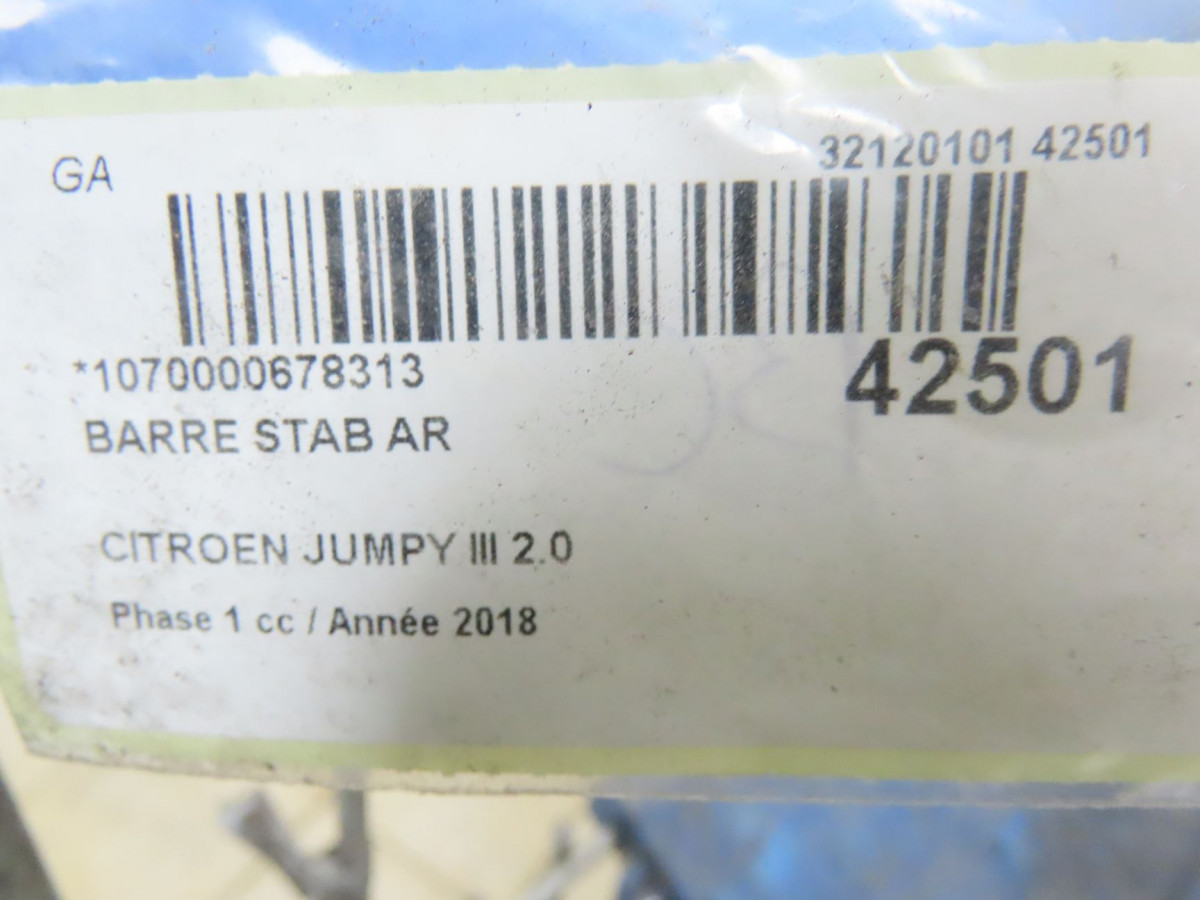 GA
32120101 42501
*1070000678313
42501
BARRE STAB AR
CITROEN JUMPY III 2.0
Phase 1 cc / Année 2018